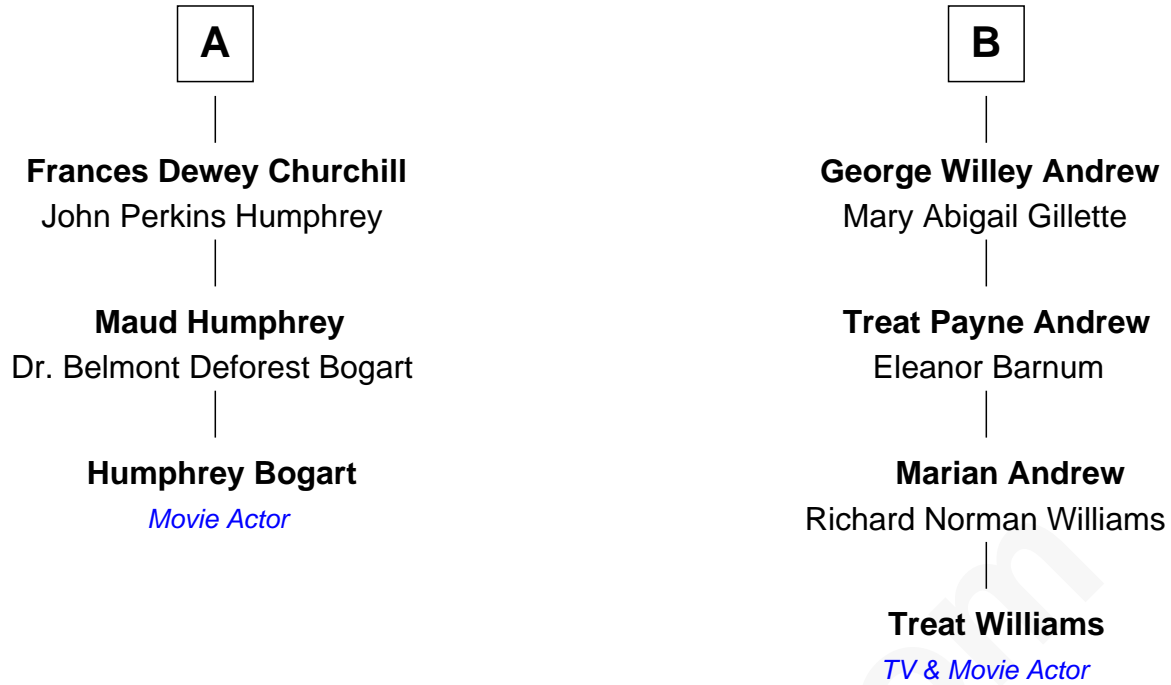 A
Frances Dewey Churchill
John Perkins Humphrey
Maud Humphrey
Dr. Belmont Deforest Bogart
Humphrey Bogart
Movie Actor
B
George Willey Andrew
Mary Abigail Gillette
Treat Payne Andrew
Eleanor Barnum
Marian Andrew
Richard Norman Williams
Treat Williams
TV & Movie Actor